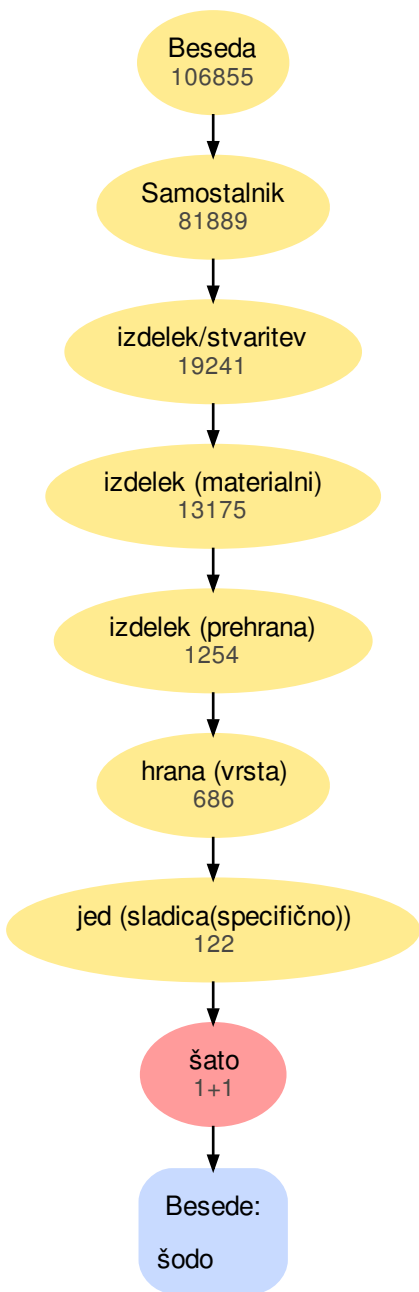 Beseda
106855
Samostalnik
81889
izdelek/stvaritev
19241
izdelek (materialni)
13175
izdelek (prehrana)
1254
hrana (vrsta)
686
jed (sladica(specifično))
122
šato
1+1
Besede:
šodo